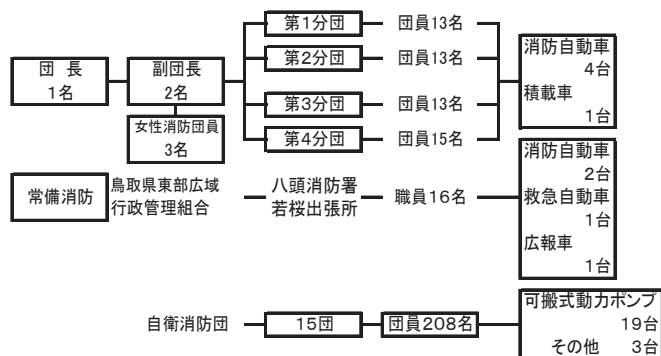 団 長
1名
副団長
2名
女性消防団員
3名
第1分団
団員13名
第2分団
団員13名
第3分団
団員13名
第4分団
団員15名
消防自動車
4台
積載車
1台
常備消防
鳥取県東部広域
行政管理組合
八頭消防署
若桜出張所
職員16名
消防自動車
2台
救急自動車
1台
広報車
1台
自衛消防団
15団
団員208名
可搬式動力ポンプ
19台
その他 3台